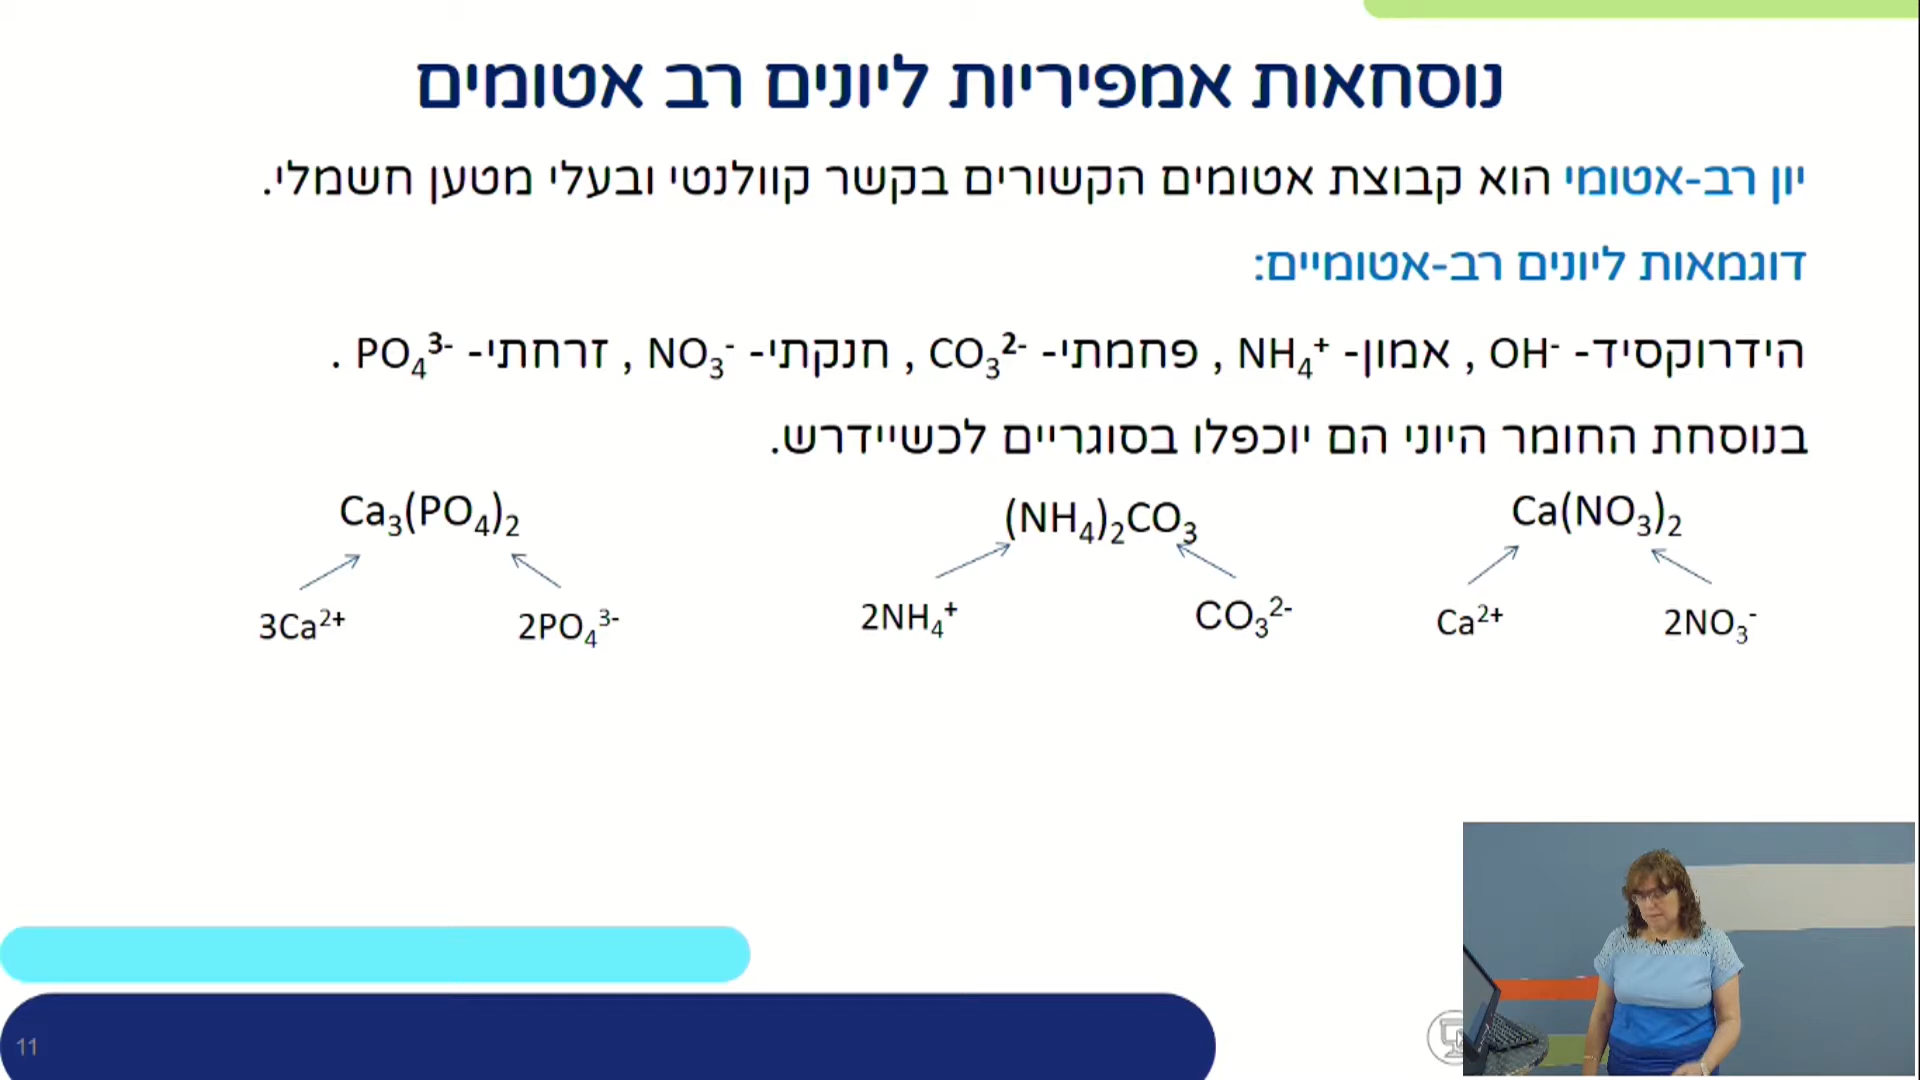 נוסחאות אמפיריות ליונים רב אטומים
יון רב-אטומי הוא קבוצת אטומים הקשורים בקשר קוולנטי ובעלי מטען חשמלי.
דוגמאות ליונים רב-אטומיים:
הידרוקסיד- OH⁻ , אמון- NH₄⁺ , פחמתי- CO₃²⁻ , חנקתי- NO₃⁻ , זרחתי- PO₄³⁻ .
בנוסחת החומר היוני הם יוכפלו בסוגריים לכשיידרש.
Ca(NO₃)₂ (NH₄)₂CO₃ Ca₃(PO₄)₂
Ca²⁺ 2NO₃⁻ 2NH₄⁺ CO₃²⁻ 3Ca²⁺ 2PO₄³⁻
11